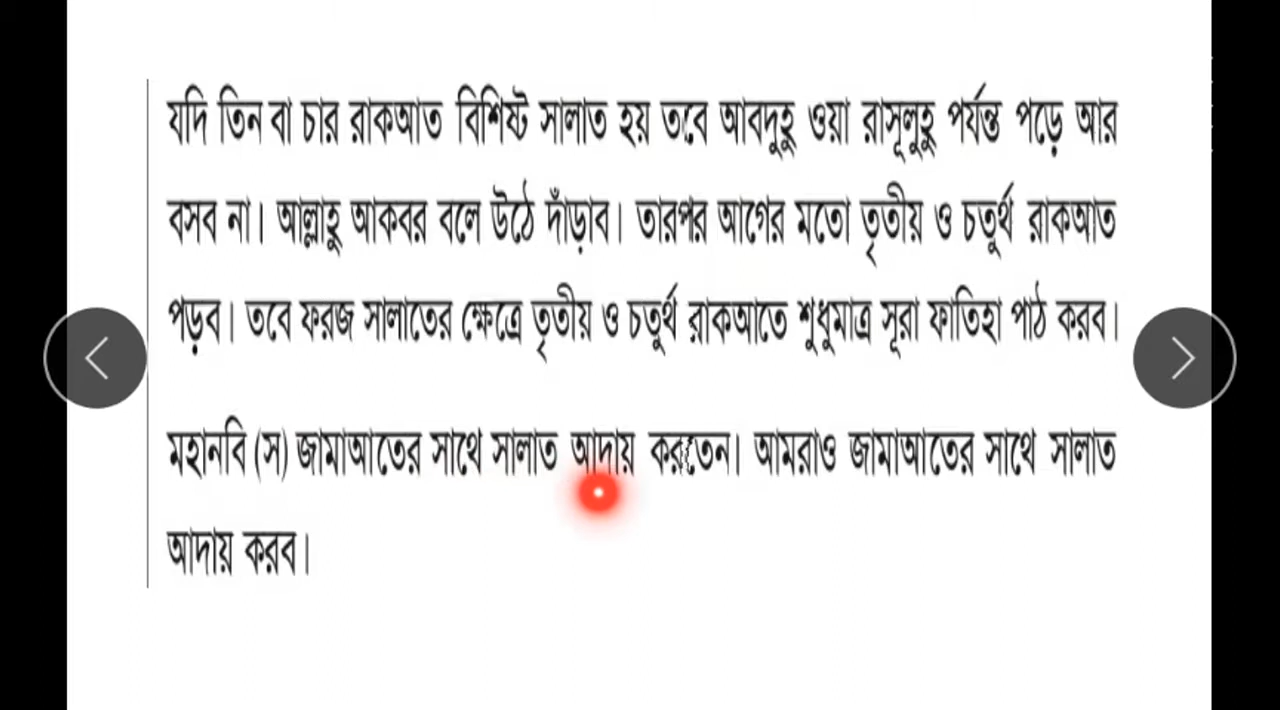 যদি তিন বা চার রাকআত বিশিষ্ট সালাত হয় তবে আবদুহু ওয়া রাসূলুহু পর্যন্ত পড়ে আর
বসব না। আল্লাহু আকবর বলে উঠে দাঁড়াব। তারপর আগের মতো তৃতীয় ও চতুর্থ রাকআত
পড়ব। তবে ফরজ সালাতের ক্ষেত্রে তৃতীয় ও চতুর্থ রাকআতে শুধুমাত্র সূরা ফাতিহা পাঠ করব।
মহানবি (স) জামাআতের সাথে সালাত আদায় করতেন। আমরাও জামাআতের সাথে সালাত
আদায় করব।